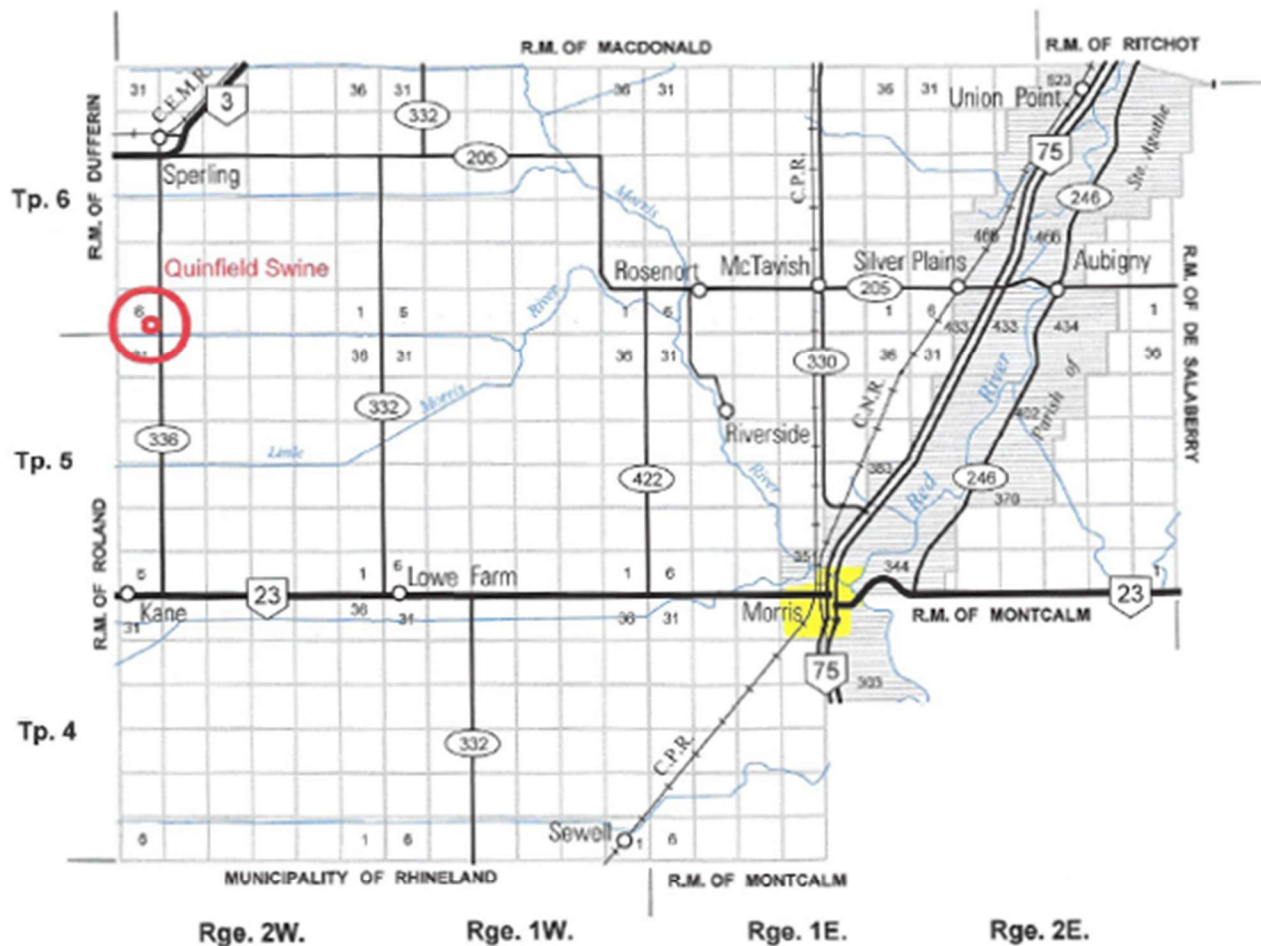 R.M. OF MACDONALD
R.M. OF RITCHOT
31
C.E.M.R.
3
36 31
332
36 31
36 31
523
Union Point
75
R.M. OF DUFFERIN
Sperling
205
C.P.R.
Ste. Agathe
Tp. 6
Morris
246
466
Quinfield Swine
Rosenort
McTavish
Silver Plains
205
Aubigny
R.M. OF DE SALABERRY
6
1 5
River
1 6
1 6
433
433
434
1
31
36 31
36 31
330
36 31
36
332
Morris
C.N.R.
River
Parish of
402
336
Riverside
Tp. 5
Little
422
River
383
Red
246
370
R.M. OF ROLAND
351
344
6
1 6
Lowe Farm
1 6
1
Kane
23
36
31
36 31
Morris
R.M. OF MONTCALM
23
31
75
303
Tp. 4
332
C.P.R.
6
1 6
Sewell
1 6
MUNICIPALITY OF RHINELAND
R.M. OF MONTCALM
Rge. 2W. Rge. 1W. Rge. 1E. Rge. 2E.